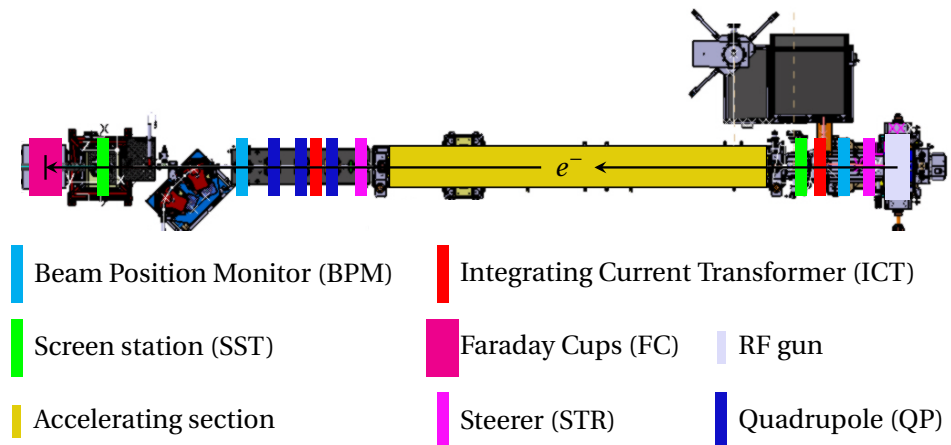 X
e⁻
Beam Position Monitor (BPM)
Integrating Current Transformer (ICT)
Screen station (SST)
Faraday Cups (FC)
RF gun
Accelerating section
Steerer (STR)
Quadrupole (QP)